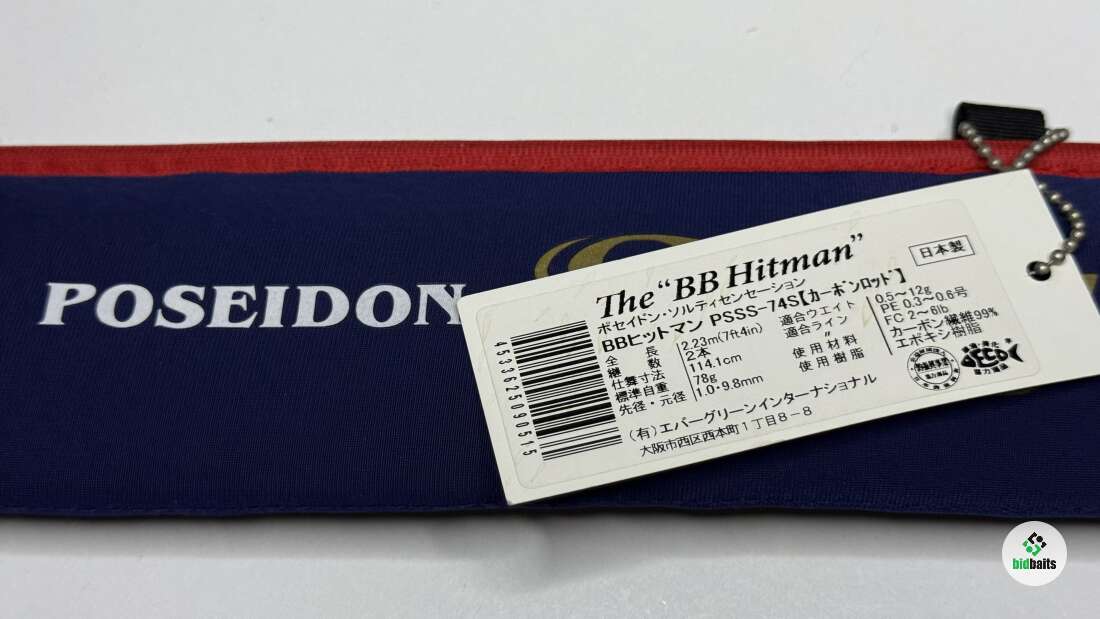 POSEIDON
The "BB Hitman"
日本製
ポセイドン・ソルティセンセーション
BBヒットマン PSSS-74S【カーボンロッド】
全長 2.23m(7ft4in)
継数 2本
仕舞寸法 114.1cm
標準自重 78g
先径・元径 1.0・9.8mm
適合ウエイト 0.5～12g
適合ライン PE 0.3～0.6号
〃 FC 2～6lb
使用材料 カーボン繊維99%
使用樹脂 エポキシ樹脂
(有)エバーグリーンインターナショナル
大阪市西区西本町1丁目8-8
4533625090515
bidbaits